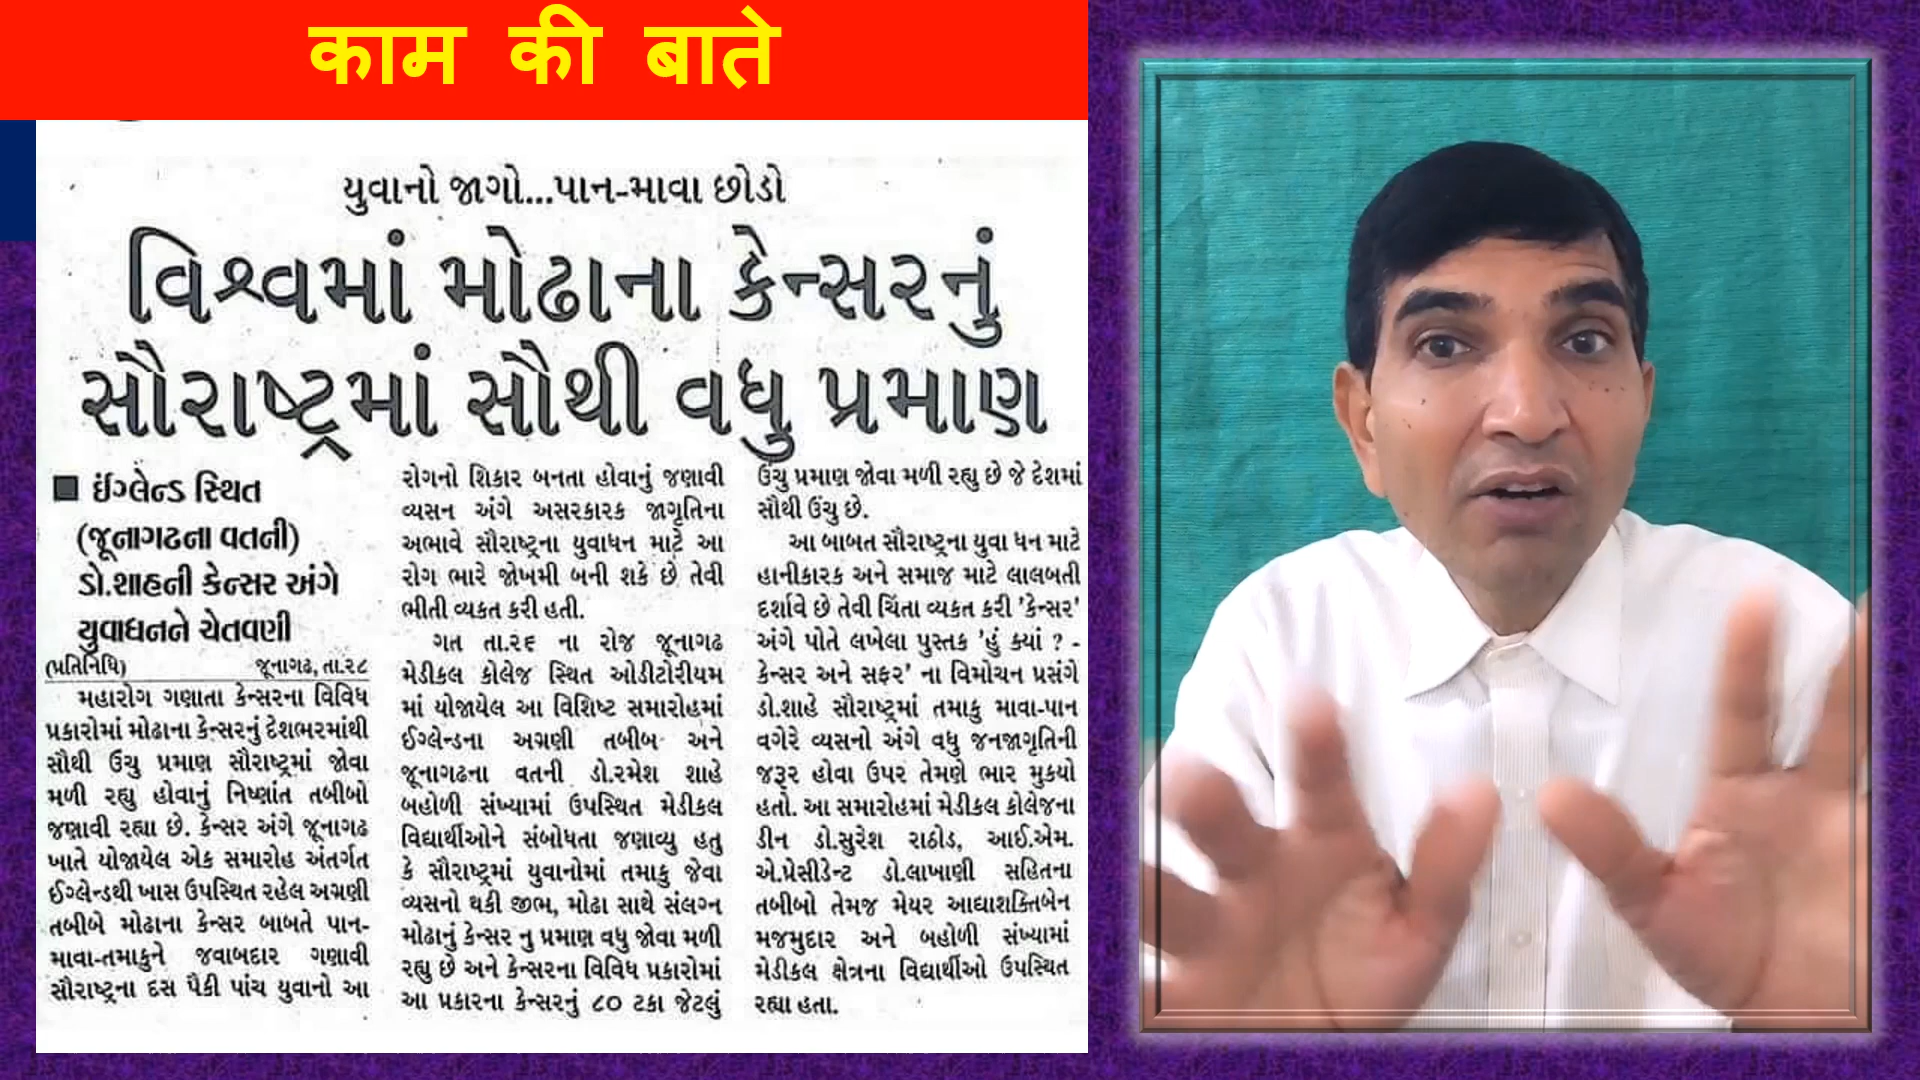 काम की बाते
યુવાનો જાગો...પાન-માવા છોડો
વિશ્વમાં મોઢાના કેન્સરનું
સૌરાષ્ટ્રમાં સૌથી વધુ પ્રમાણ
ઈંગ્લેન્ડ સ્થિત
(જૂનાગઢના વતની)
ડો.શાહની કેન્સર અંગે
યુવાધનને ચેતવણી
(પ્રતિનિધિ) જૂનાગઢ, તા.૨૮
મહારોગ ગણાતા કેન્સરના વિવિધ
પ્રકારોમાં મોઢાના કેન્સરનું દેશભરમાંથી
સૌથી ઉંચુ પ્રમાણ સૌરાષ્ટ્રમાં જોવા
મળી રહ્યુ હોવાનું નિષ્ણાંત તબીબો
જણાવી રહ્યા છે. કેન્સર અંગે જૂનાગઢ
ખાતે યોજાયેલ એક સમારોહ અંતર્ગત
ઈંગ્લેન્ડથી ખાસ ઉપસ્થિત રહેલ અગ્રણી
તબીબે મોઢાના કેન્સર બાબતે પાન-
માવા-તમાકુને જવાબદાર ગણાવી
સૌરાષ્ટ્રના દસ પૈકી પાંચ યુવાનો આ
રોગનો શિકાર બનતા હોવાનું જણાવી
વ્યસન અંગે અસરકારક જાગૃતિના
અભાવે સૌરાષ્ટ્રના યુવાધન માટે આ
રોગ ભારે જોખમી બની શકે છે તેવી
ભીતી વ્યકત કરી હતી.
ગત તા.૨૬ ના રોજ જૂનાગઢ
મેડીકલ કોલેજ સ્થિત ઓડીટોરીયમ
માં યોજાયેલ આ વિશિષ્ટ સમારોહમાં
ઈંગ્લેન્ડના અગ્રણી તબીબ અને
જૂનાગઢના વતની ડો.રમેશ શાહે
બહોળી સંખ્યામાં ઉપસ્થિત મેડીકલ
વિદ્યાર્થીઓને સંબોધતા જણાવ્યુ હતુ
કે સૌરાષ્ટ્રમાં યુવાનોમાં તમાકુ જેવા
વ્યસનો થકી જીભ, મોઢા સાથે સંલગ્ન
મોઢાનું કેન્સર નુ પ્રમાણ વધુ જોવા મળી
રહ્યુ છે અને કેન્સરના વિવિધ પ્રકારોમાં
આ પ્રકારના કેન્સરનું ૮૦ ટકા જેટલું
ઉંચુ પ્રમાણ જોવા મળી રહ્યુ છે જે દેશમાં
સૌથી ઉંચુ છે.
આ બાબત સૌરાષ્ટ્રના યુવા ધન માટે
હાનીકારક અને સમાજ માટે લાલબતી
દર્શાવે છે તેવી ચિંતા વ્યકત કરી 'કેન્સર'
અંગે પોતે લખેલા પુસ્તક 'હું કયાં ? -
કેન્સર અને સફર' ના વિમોચન પ્રસંગે
ડો.શાહે સૌરાષ્ટ્રમાં તમાકુ માવા-પાન
વગેરે વ્યસનો અંગે વધુ જનજાગૃતિની
જરૂર હોવા ઉપર તેમણે ભાર મુકયો
હતો. આ સમારોહમાં મેડીકલ કોલેજના
ડીન ડો.સુરેશ રાઠોડ, આઈ.એમ.
એ.પ્રેસીડેન્ટ ડો.લાખાણી સહિતના
તબીબો તેમજ મેયર આદ્યાશક્તિબેન
મજમુદાર અને બહોળી સંખ્યામાં
મેડીકલ ક્ષેત્રના વિદ્યાર્થીઓ ઉપસ્થિત
રહ્યા હતા.